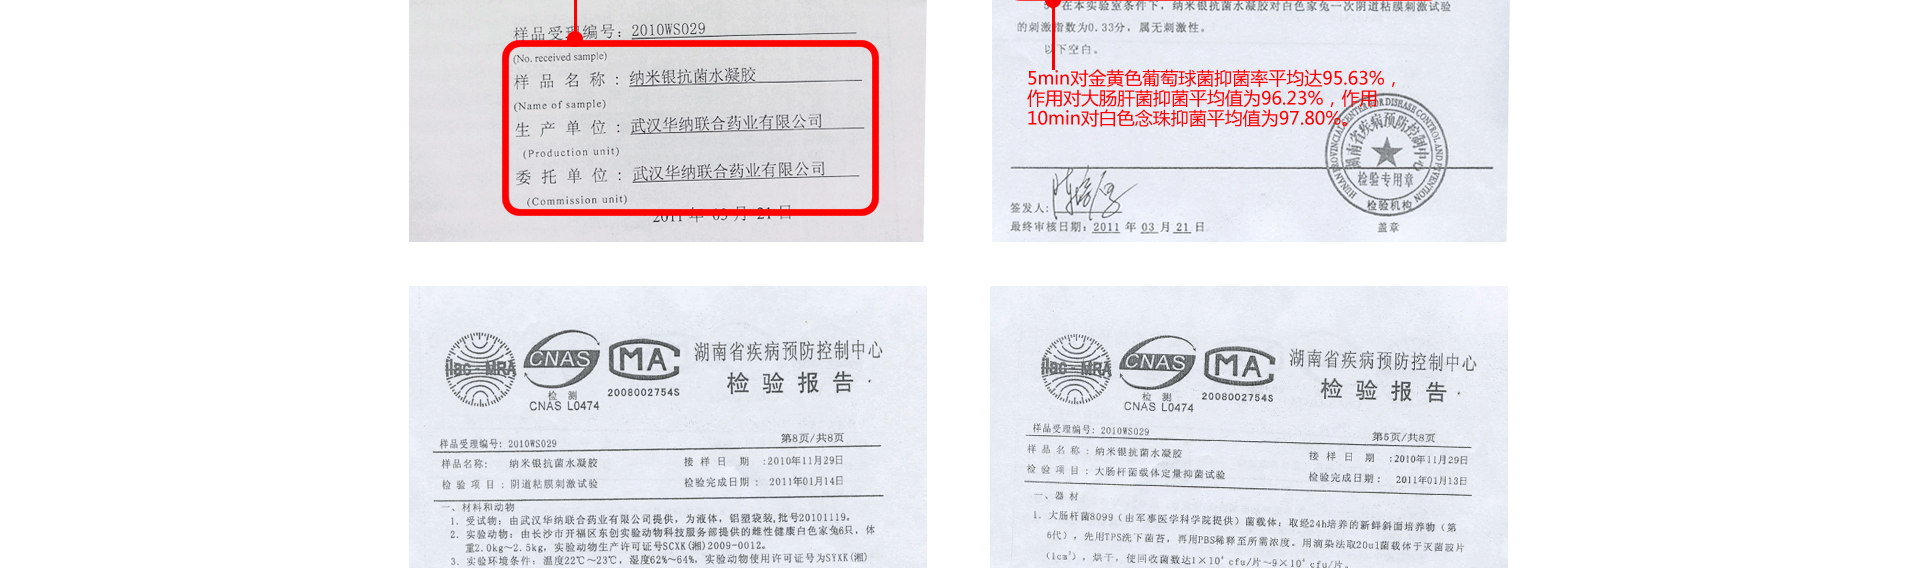 样品受理编号：2010WS029
(No. received sample)
样品名称：纳米银抗菌水凝胶
(Name of sample)
生产单位：武汉华纳联合药业有限公司
(Production unit)
委托单位：武汉华纳联合药业有限公司
(Commission unit)
2011 年 03 月 21 日
在本实验室条件下，纳米银抗菌水凝胶对白色家兔一次阴道粘膜刺激试验
的刺激指数为0.33分，属无刺激性。
以下空白。
5min对金黄色葡萄球菌抑菌率平均达95.63%，
作用对大肠肝菌抑菌平均值为96.23%，作用
10min对白色念珠抑菌平均值为97.80%。
HUNAN PROVINCIAL CENTER FOR DISEASE CONTROL AND PREVENTION
湖南省疾病预防控制中心
检验专用章
检验机构
签发人：
最终审核日期：2011 年 03 月 21 日
盖章
ilac-MRA
CNAS
检 测
CNAS L0474
MA
2008002754S
湖南省疾病预防控制中心
检验报告
样品受理编号：2010WS029
第8页/共8页
样品名称：纳米银抗菌水凝胶
接样日期：2010年11月29日
检验项目：阴道粘膜刺激试验
检验完成日期：2011年01月14日
一、材料和动物
1. 受试物：由武汉华纳联合药业有限公司提供，为液体，铝塑袋装,批号20101119。
2. 实验动物：由长沙市开福区东创实验动物科技服务部提供的雌性健康白色家兔6只，体
重2.0kg～2.5kg，实验动物生产许可证号SCXK(湘)2009-0012。
3. 实验环境条件：温度22℃～23℃，湿度62%～64%，实验动物使用许可证号为SYXK(湘)
ilac-MRA
CNAS
检 测
CNAS L0474
MA
2008002754S
湖南省疾病预防控制中心
检验报告
样品受理编号：2010WS029
第5页/共8页
样品名称：纳米银抗菌水凝胶
接样日期：2010年11月29日
检验项目：大肠杆菌载体定量抑菌试验
检验完成日期：2011年01月13日
一、器材
1. 大肠杆菌8099（由军事医学科学院提供）菌载体：取经24h培养的新鲜斜面培养物（第
6代），先用TPS洗下菌苔，再用PBS稀释至所需浓度。用滴染法取20ul菌载体于灭菌玻片
（1cm²），烘干，使回收菌数达1×10⁴ cfu/片～9×10⁴ cfu/片。